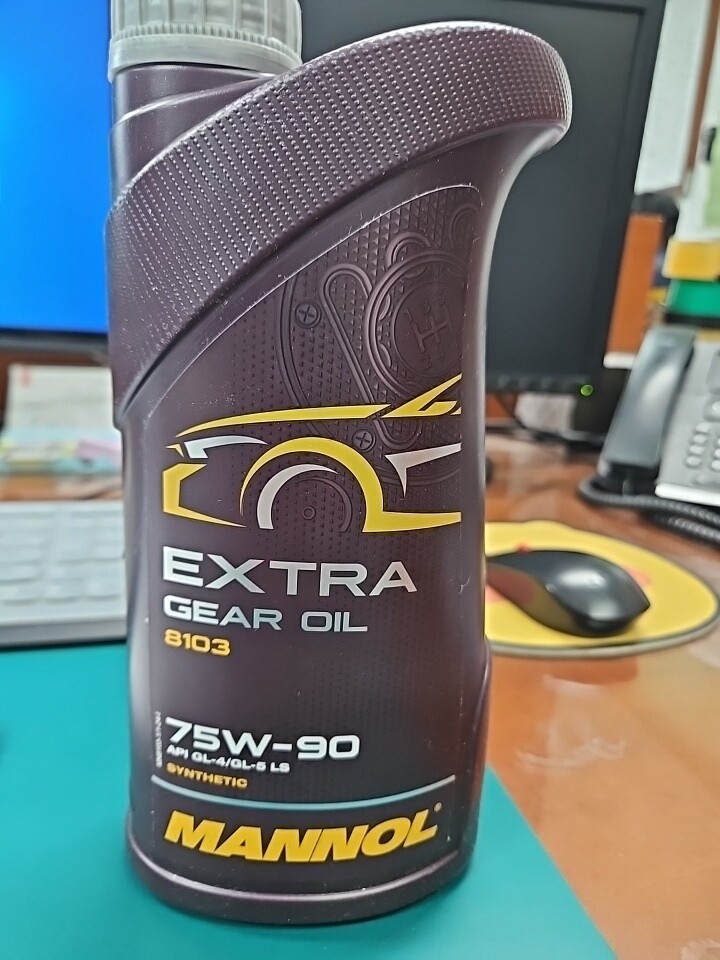 EXTRA
GEAR OIL
8103
75W-90
API GL-4/GL-5 LS
SYNTHETIC
MANNOL®